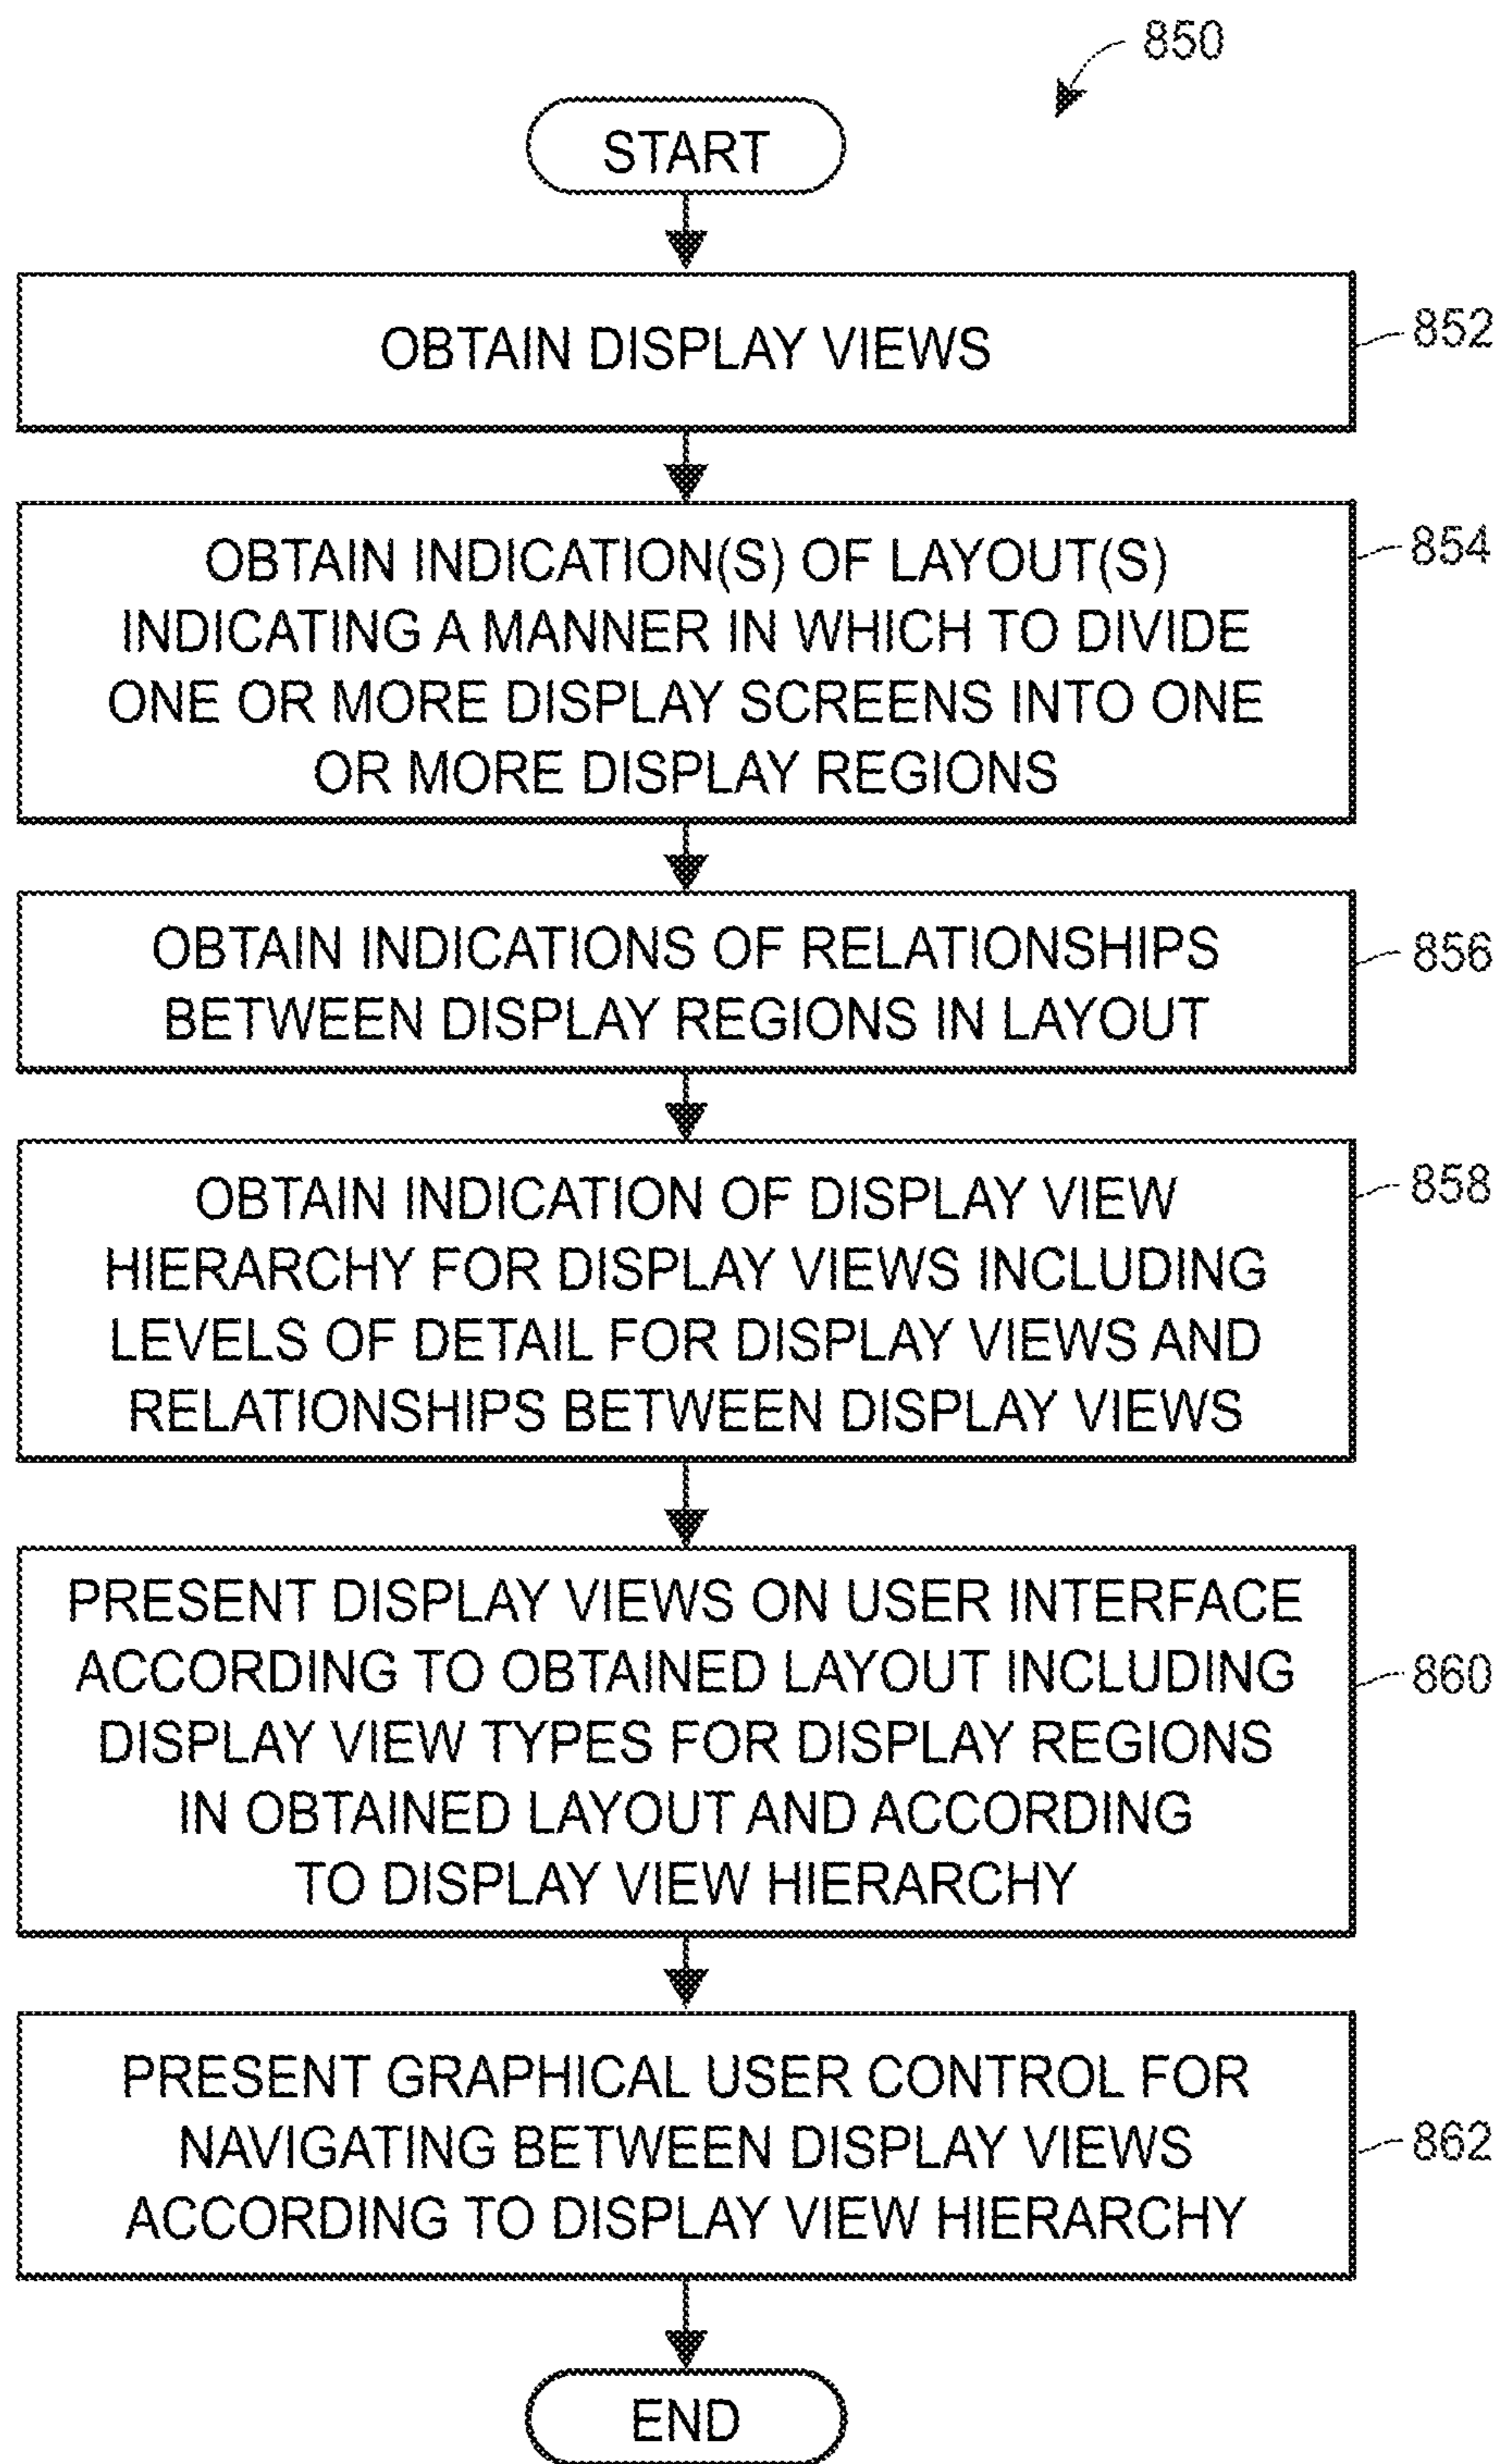 850
START
OBTAIN DISPLAY VIEWS
852
OBTAIN INDICATION(S) OF LAYOUT(S)
INDICATING A MANNER IN WHICH TO DIVIDE
ONE OR MORE DISPLAY SCREENS INTO ONE
OR MORE DISPLAY REGIONS
854
OBTAIN INDICATIONS OF RELATIONSHIPS
BETWEEN DISPLAY REGIONS IN LAYOUT
856
OBTAIN INDICATION OF DISPLAY VIEW
HIERARCHY FOR DISPLAY VIEWS INCLUDING
LEVELS OF DETAIL FOR DISPLAY VIEWS AND
RELATIONSHIPS BETWEEN DISPLAY VIEWS
858
PRESENT DISPLAY VIEWS ON USER INTERFACE
ACCORDING TO OBTAINED LAYOUT INCLUDING
DISPLAY VIEW TYPES FOR DISPLAY REGIONS
IN OBTAINED LAYOUT AND ACCORDING
TO DISPLAY VIEW HIERARCHY
860
PRESENT GRAPHICAL USER CONTROL FOR
NAVIGATING BETWEEN DISPLAY VIEWS
ACCORDING TO DISPLAY VIEW HIERARCHY
862
END